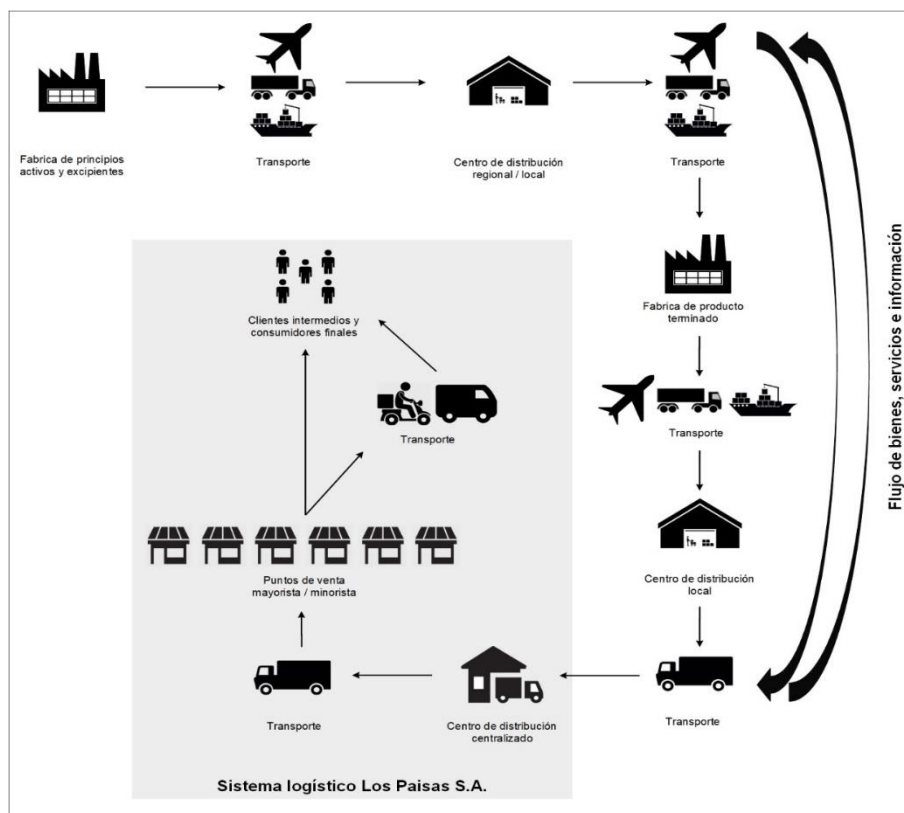 Fabrica de principios
activos y excipientes
Transporte
Centro de distribución
regional / local
Transporte
Fabrica de producto
terminado
Transporte
Centro de distribución
local
Transporte
Centro de distribución
centralizado
Transporte
Puntos de venta
mayorista / minorista
Transporte
Clientes intermedios y
consumidores finales
Sistema logístico Los Paisas S.A.
Flujo de bienes, servicios e información